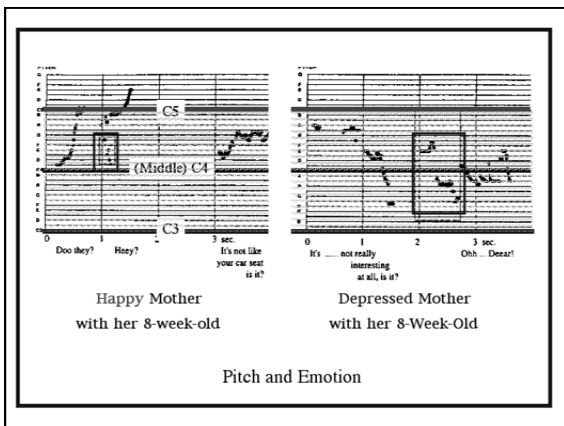 C5
(Middle) C4
C3
0 1 2 3 sec.
Doo they? Heey? It's not like
your car seat
is it?
Happy Mother
with her 8-week-old
0 1 2 3 sec.
It's ...... not really Ohh ... Deear!
interesting
at all, is it?
Depressed Mother
with her 8-Week-Old
Pitch and Emotion